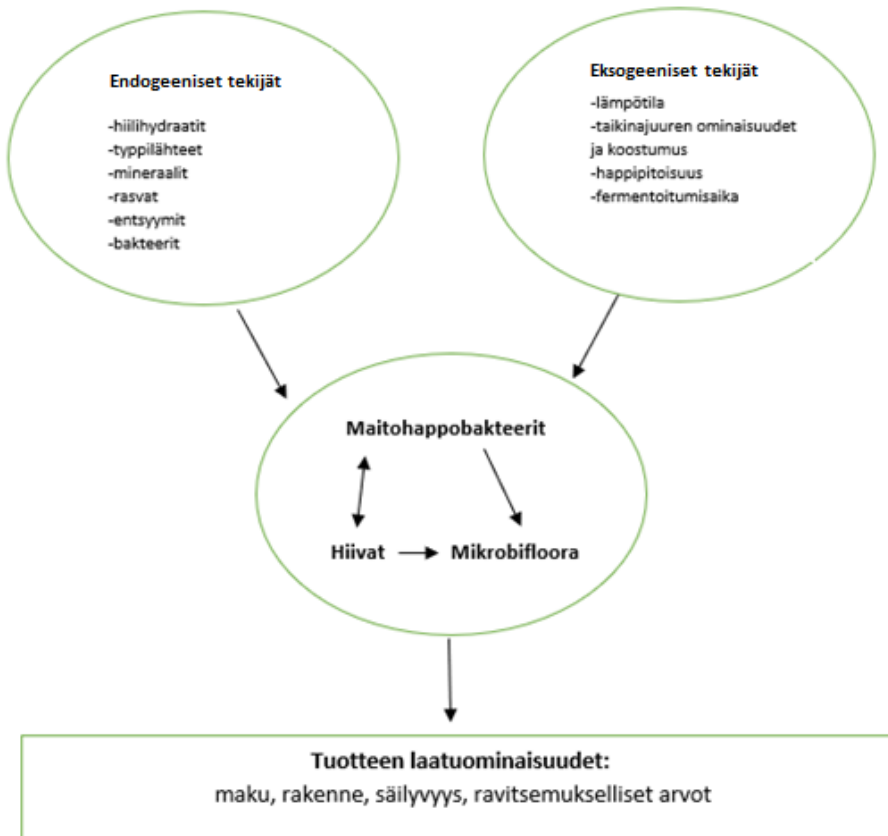 Endogeeniset tekijät
-hiilihydraatit
-typpilähteet
-mineraalit
-rasvat
-entsyymit
-bakteerit
Eksogeeniset tekijät
-lämpötila
-taikinajuuren ominaisuudet
ja koostumus
-happipitoisuus
-fermentoitumisaika
Maitohappobakteerit
Hiivat
Mikrobifloora
Tuotteen laatuominaisuudet:
maku, rakenne, säilyvyys, ravitsemukselliset arvot